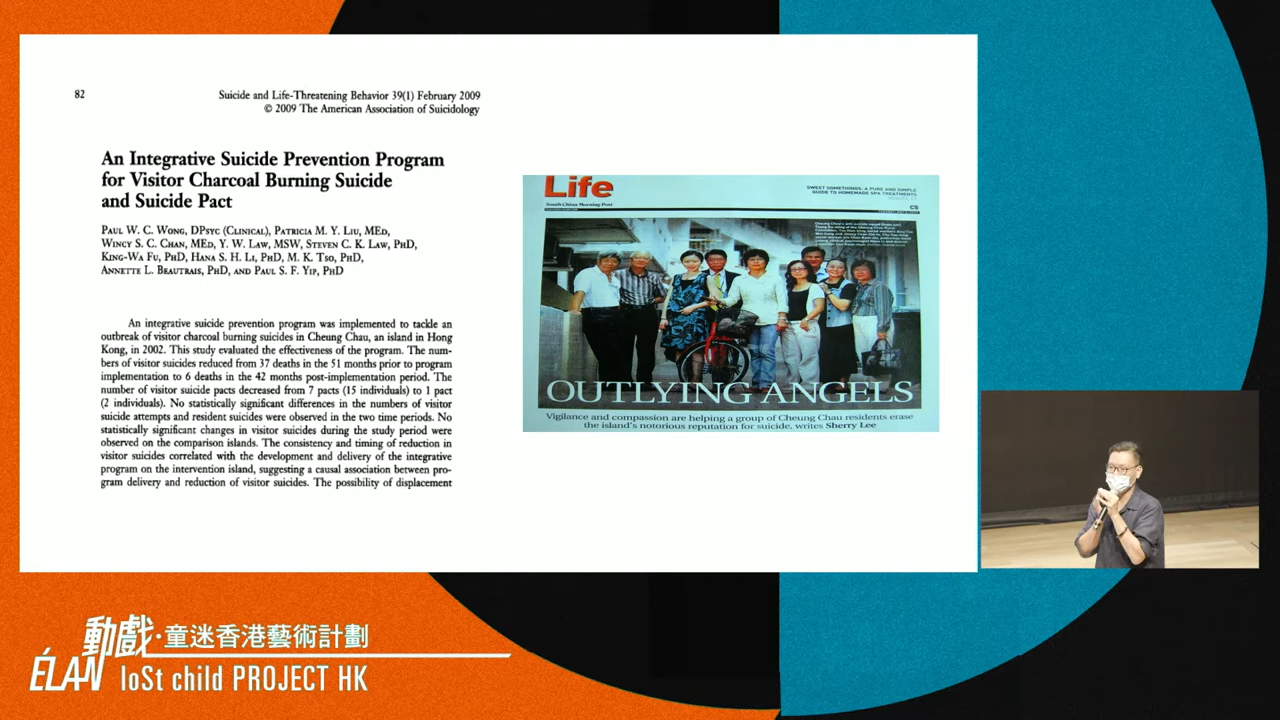 82
Suicide and Life-Threatening Behavior 39(1) February 2009
© 2009 The American Association of Suicidology
An Integrative Suicide Prevention Program
for Visitor Charcoal Burning Suicide
and Suicide Pact
PAUL W. C. WONG, DPSYC (CLINICAL), PATRICIA M. Y. LIU, MED,
WINCY S. C. CHAN, MED, Y. W. LAW, MSW, STEVEN C. K. LAW, PHD,
KING-WA FU, PHD, HANA S. H. LI, PHD, M. K. TSO, PHD,
ANNETTE L. BEAUTRAIS, PHD, AND PAUL S. F. YIP, PHD
An integrative suicide prevention program was implemented to tackle an
outbreak of visitor charcoal burning suicides in Cheung Chau, an island in Hong
Kong, in 2002. This study evaluated the effectiveness of the program. The num-
bers of visitor suicides reduced from 37 deaths in the 51 months prior to program
implementation to 6 deaths in the 42 months post-implementation period. The
number of visitor suicide pacts decreased from 7 pacts (15 individuals) to 1 pact
(2 individuals). No statistically significant differences in the numbers of visitor
suicide attempts and resident suicides were observed in the two time periods. No
statistically significant changes in visitor suicides during the study period were
observed on the comparison islands. The consistency and timing of reduction in
visitor suicides correlated with the development and delivery of the integrative
program on the intervention island, suggesting a causal association between pro-
gram delivery and reduction of visitor suicides. The possibility of displacement
Life
South China Morning Post
SWEET SOMETHINGS: A PURE AND SIMPLE
GUIDE TO HOMEMADE SPA TREATMENTS
C5
OUTLYING ANGELS
Vigilance and compassion are helping a group of Cheung Chau residents erase
the island's notorious reputation for suicide, writes Sherry Lee
動戲·童迷香港藝術計劃
ÉLAN loSt child PROJECT HK